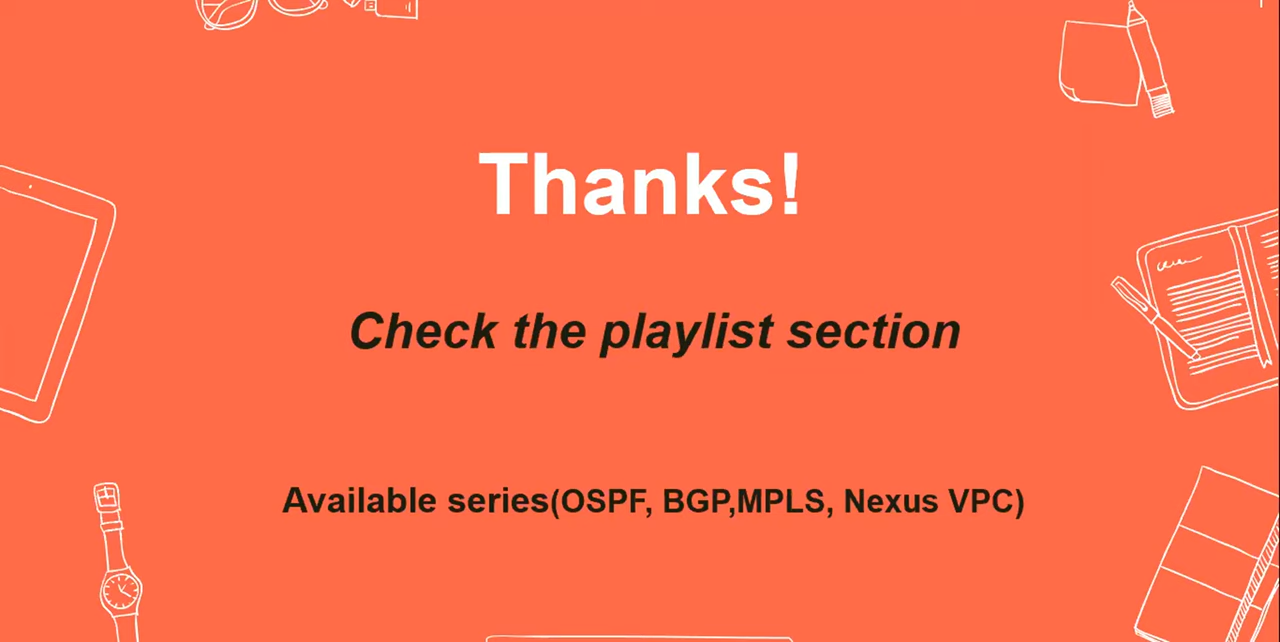 Thanks!
Check the playlist section
Available series(OSPF, BGP,MPLS, Nexus VPC)